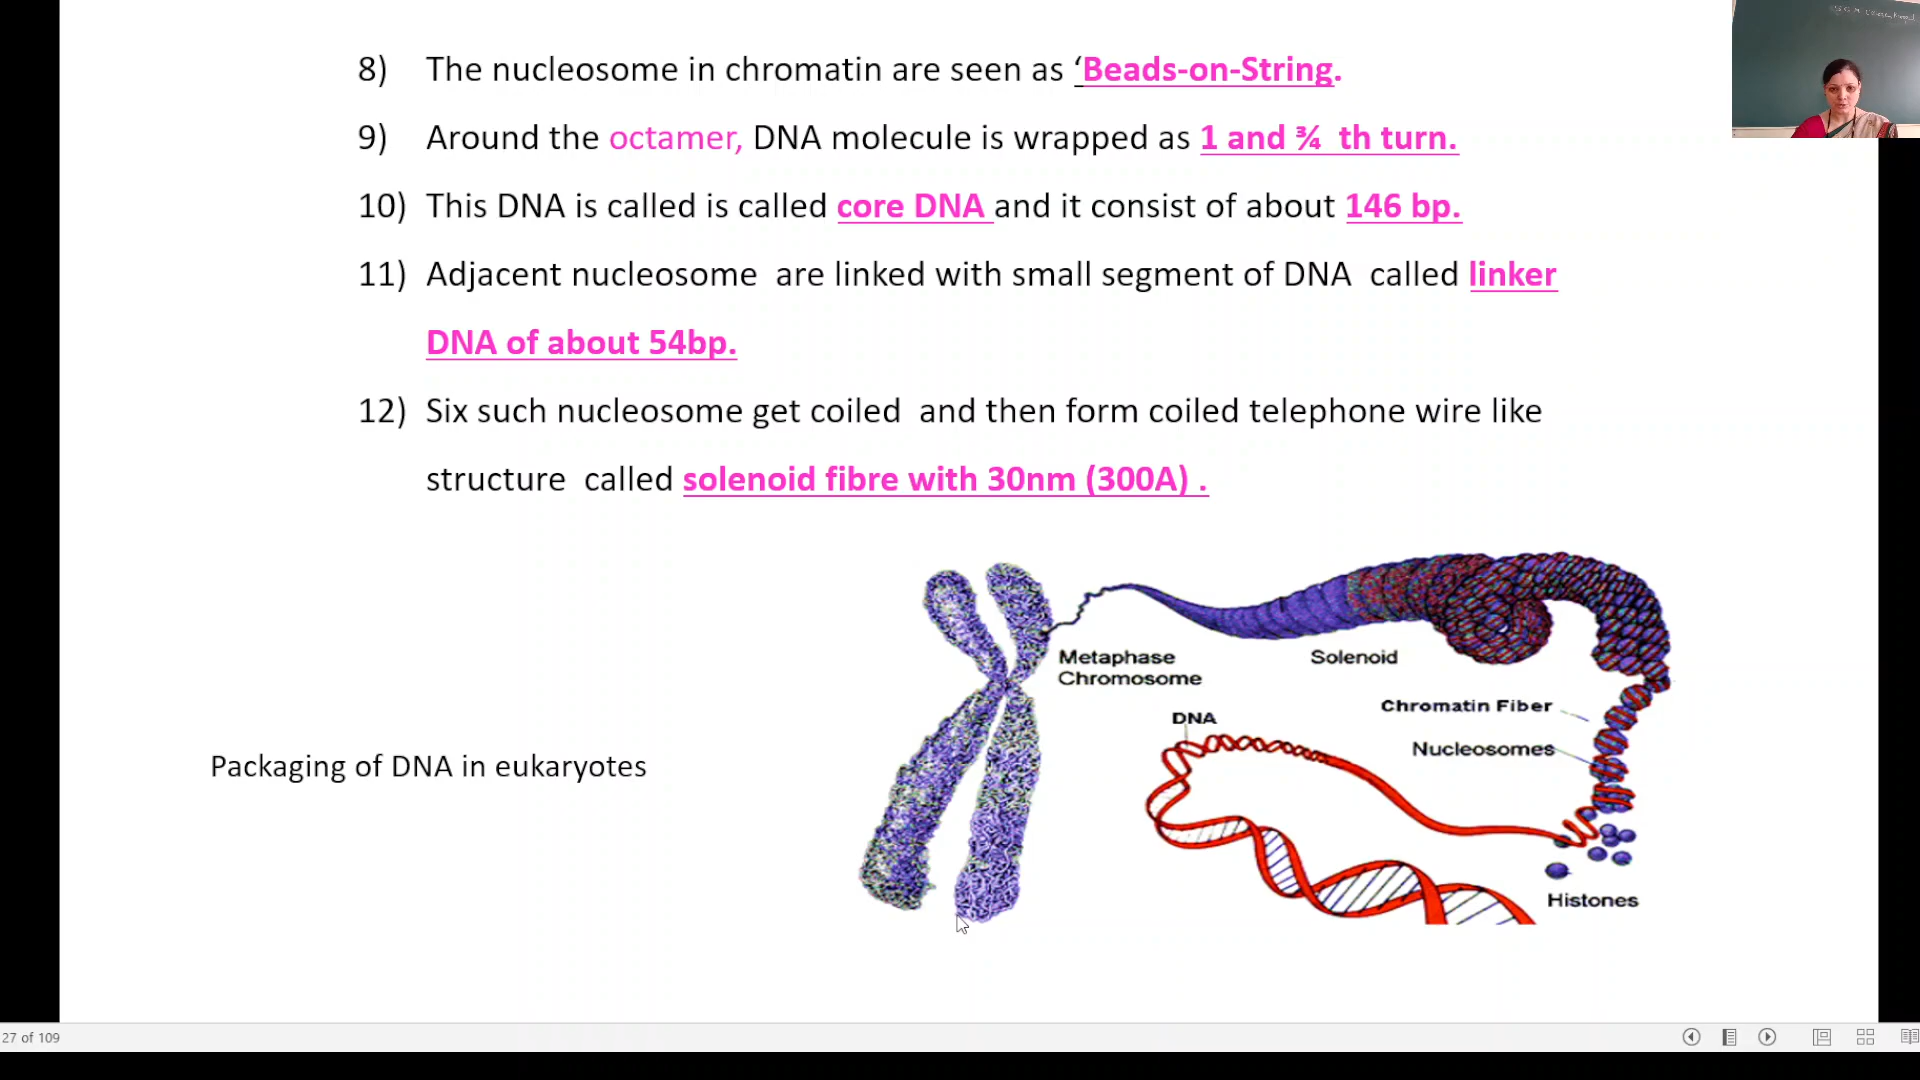 8) The nucleosome in chromatin are seen as ‘Beads-on-String.
9) Around the octamer, DNA molecule is wrapped as 1 and ¾ th turn.
10) This DNA is called is called core DNA and it consist of about 146 bp.
11) Adjacent nucleosome are linked with small segment of DNA called linker
DNA of about 54bp.
12) Six such nucleosome get coiled and then form coiled telephone wire like
structure called solenoid fibre with 30nm (300A) .
Metaphase
Chromosome
Solenoid
Chromatin Fiber
DNA
Nucleosomes
Packaging of DNA in eukaryotes
Histones
27 of 109